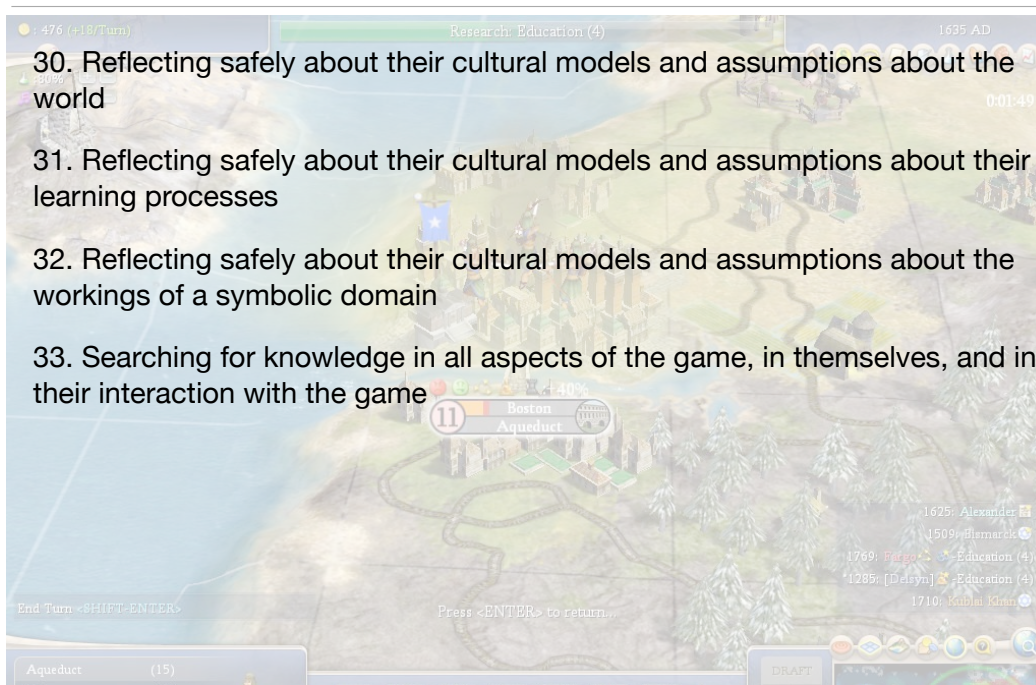 : 476 (+18/Turn)
Research: Education (4)
1635 AD
30. Reflecting safely about their cultural models and assumptions about the
world
80%
0:01:49
31. Reflecting safely about their cultural models and assumptions about their
learning processes
32. Reflecting safely about their cultural models and assumptions about the
workings of a symbolic domain
33. Searching for knowledge in all aspects of the game, in themselves, and in
their interaction with the game
+40%
11
Boston
Aqueduct
1625: Alexander
1509: Bismarck
1769: Fargo -Education (4)
1285: [Delsyn] -Education (4)
1710: Kublai Khan
End Turn <SHIFT-ENTER>
Press <ENTER> to return...
Aqueduct (15)
DRAFT